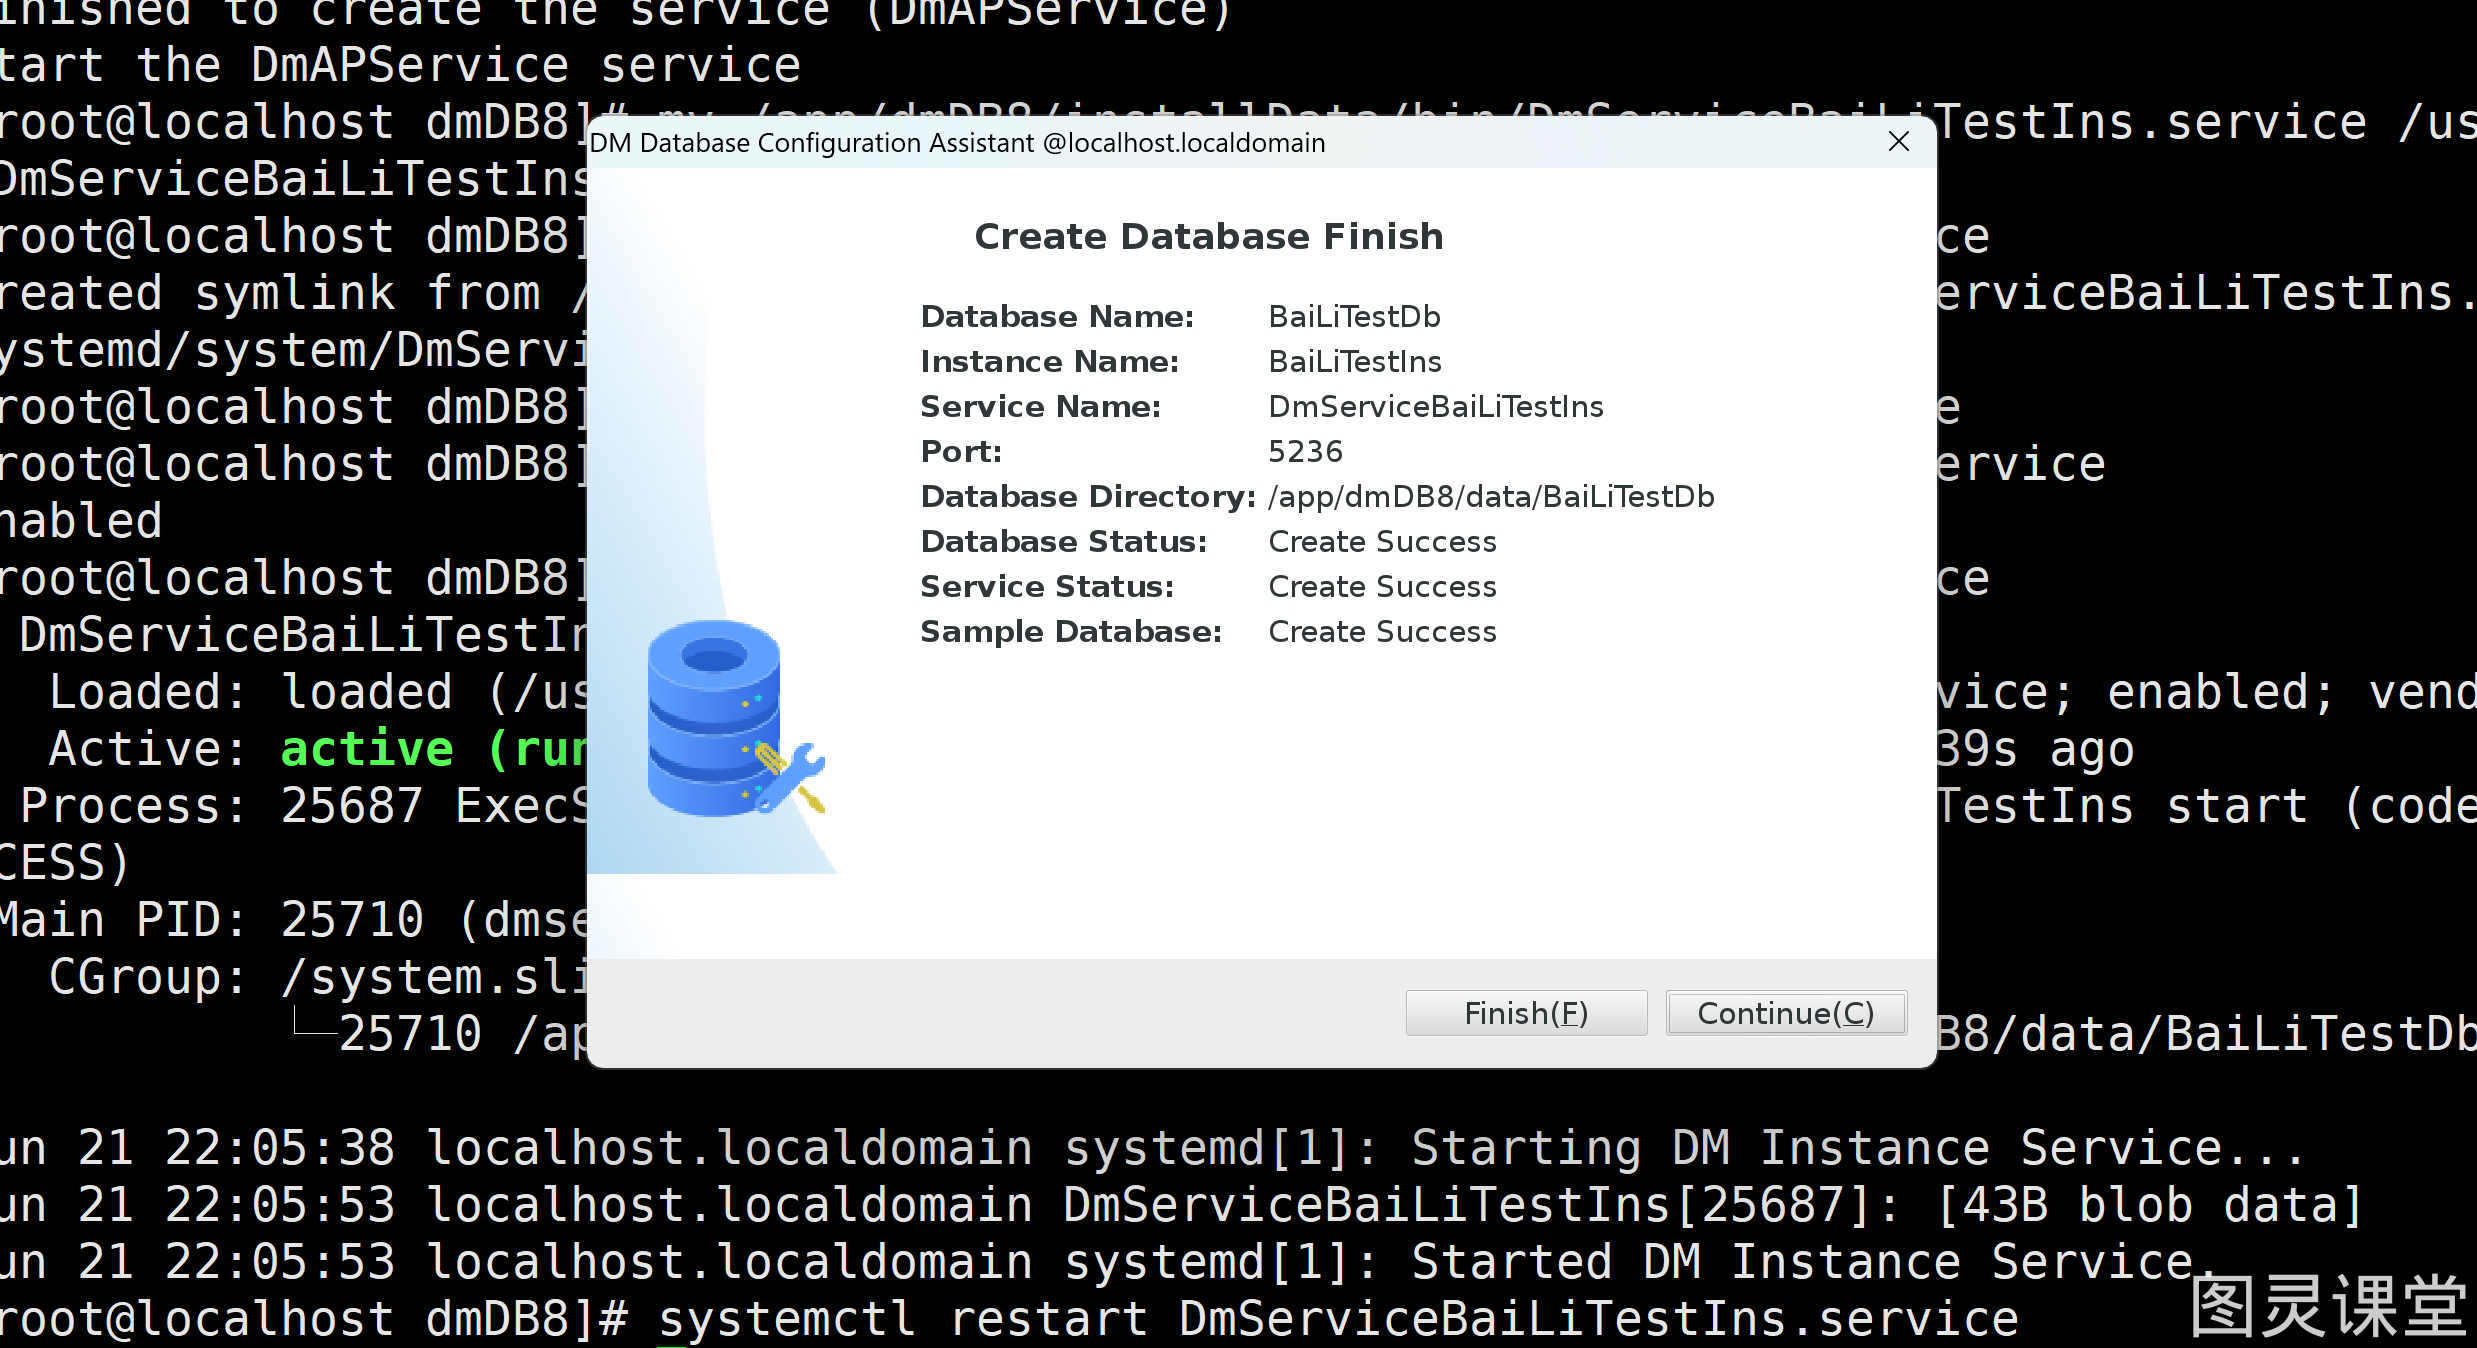 inished to create the service (DmAPService)
tart the DmAPService service
root@localhost dmDB8]# mv /app/dmDB8/installData/bin/DmServiceBaiLiTestIns.service /us
DM Database Configuration Assistant @localhost.localdomain
DmServiceBaiLiTestIns
Create Database Finish
root@localhost dmDB8] ce
reated symlink from / erviceBaiLiTestIns.
Database Name: BaiLiTestDb
ystemd/system/DmServi
Instance Name: BaiLiTestIns
root@localhost dmDB8] e
Service Name: DmServiceBaiLiTestIns
Port: 5236
root@localhost dmDB8] ervice
Database Directory: /app/dmDB8/data/BaiLiTestDb
nabled
Database Status: Create Success
root@localhost dmDB8] ce
Service Status: Create Success
Sample Database: Create Success
DmServiceBaiLiTestIn
Loaded: loaded (/us vice; enabled; vend
Active: active (run 39s ago
Process: 25687 ExecS TestIns start (code
CESS)
Main PID: 25710 (dmse
CGroup: /system.sli
Finish(F) Continue(C)
└─25710 /ap B8/data/BaiLiTestDb
un 21 22:05:38 localhost.localdomain systemd[1]: Starting DM Instance Service...
un 21 22:05:53 localhost.localdomain DmServiceBaiLiTestIns[25687]: [43B blob data]
un 21 22:05:53 localhost.localdomain systemd[1]: Started DM Instance Service.
root@localhost dmDB8]# systemctl restart DmServiceBaiLiTestIns.service
图灵课堂